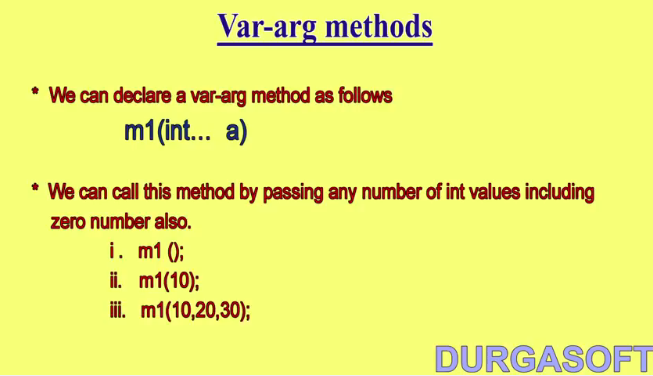 Var-arg methods
* We can declare a var-arg method as follows
m1(int... a)
* We can call this method by passing any number of int values including
zero number also.
i . m1 ();
ii. m1(10);
iii. m1(10,20,30);
DURGASOFT